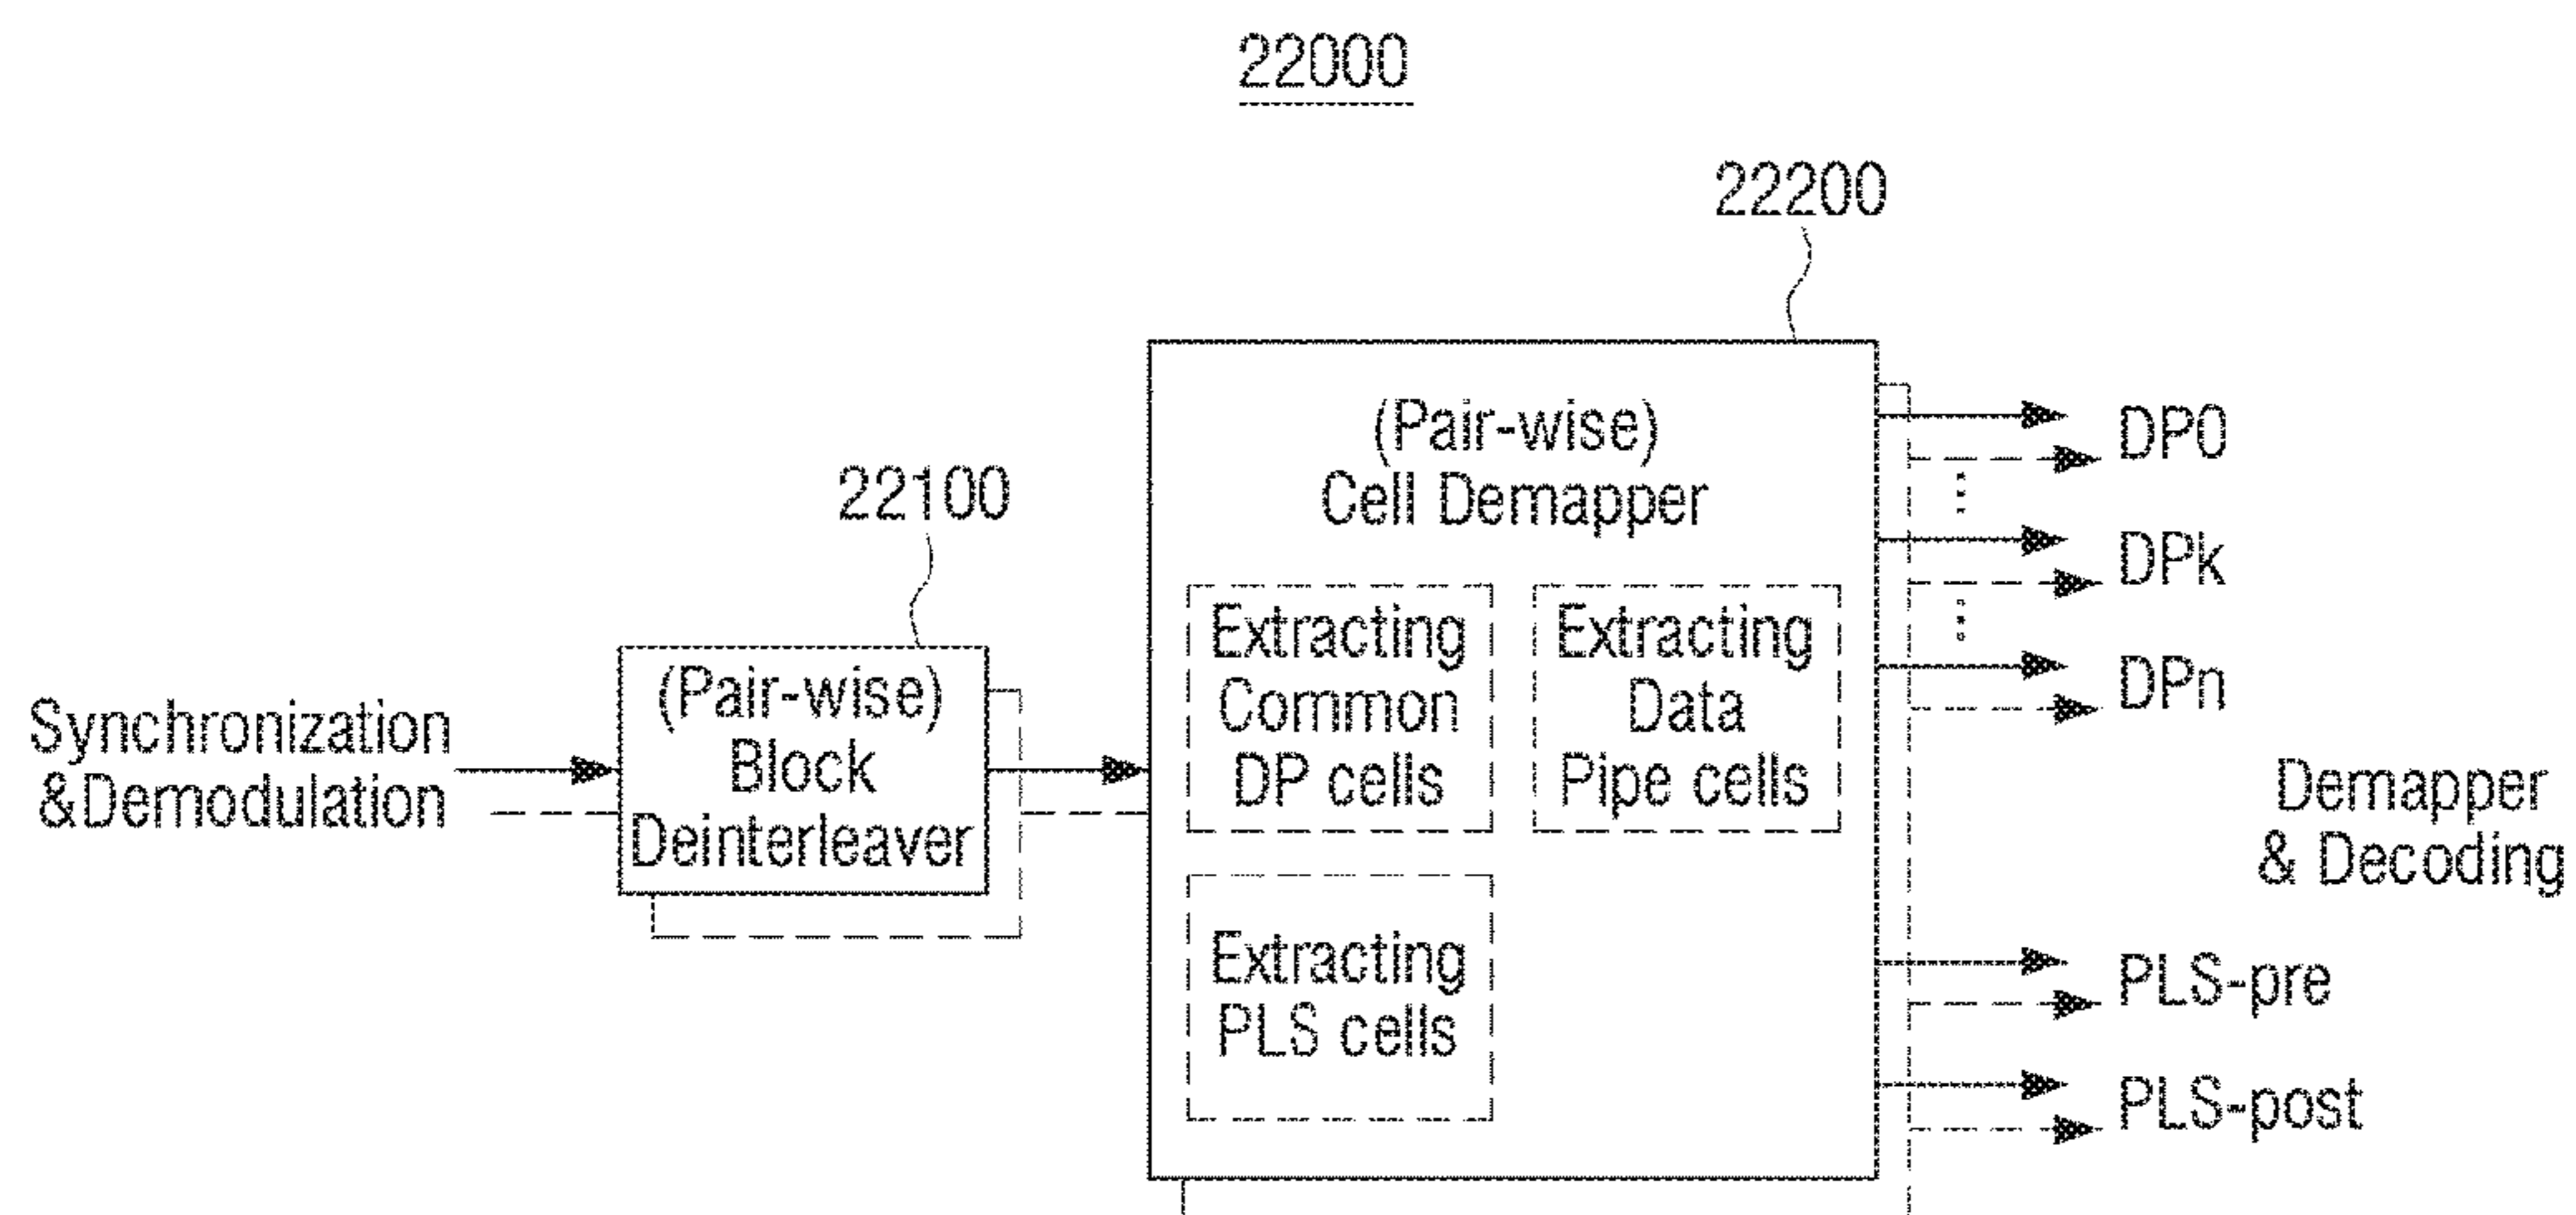 22000
22200
22100
Synchronization
&Demodulation
(Pair-wise)
Block
Deinterleaver
(Pair-wise)
Cell Demapper
Extracting
Common
DP cells
Extracting
Data
Pipe cells
Extracting
PLS cells
DP0
DPk
DPn
Demapper
& Decoding
PLS-pre
PLS-post